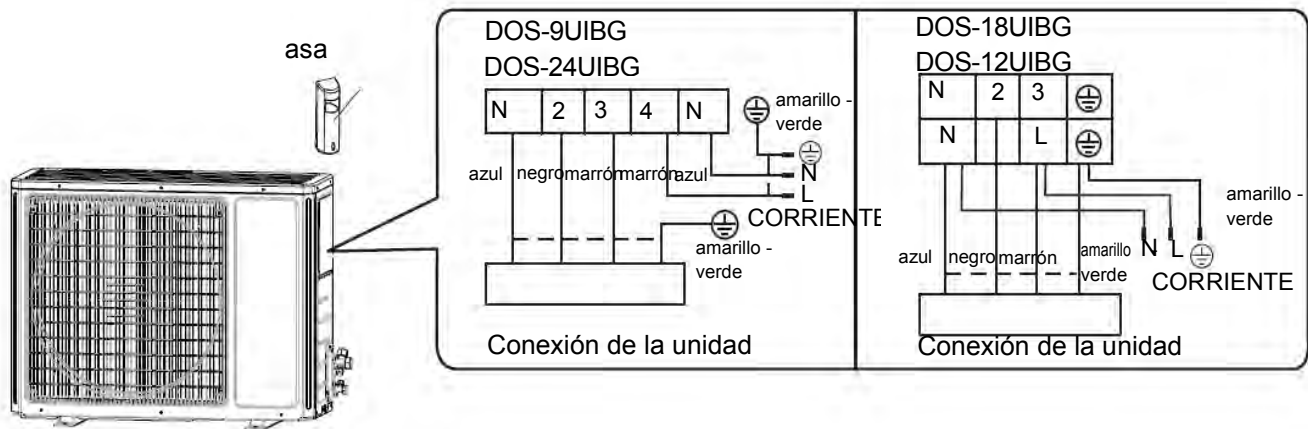 asa
DOS-9UIBG
DOS-24UIBG
N 2 3 4 N
amarillo -
verde
azul negro marrón marrón azul
N
L
CORRIENTE
amarillo -
verde
Conexión de la unidad
DOS-18UIBG
DOS-12UIBG
N 2 3
N L
amarillo -
verde
azul negro marrón amarillo
verde
N L
CORRIENTE
Conexión de la unidad